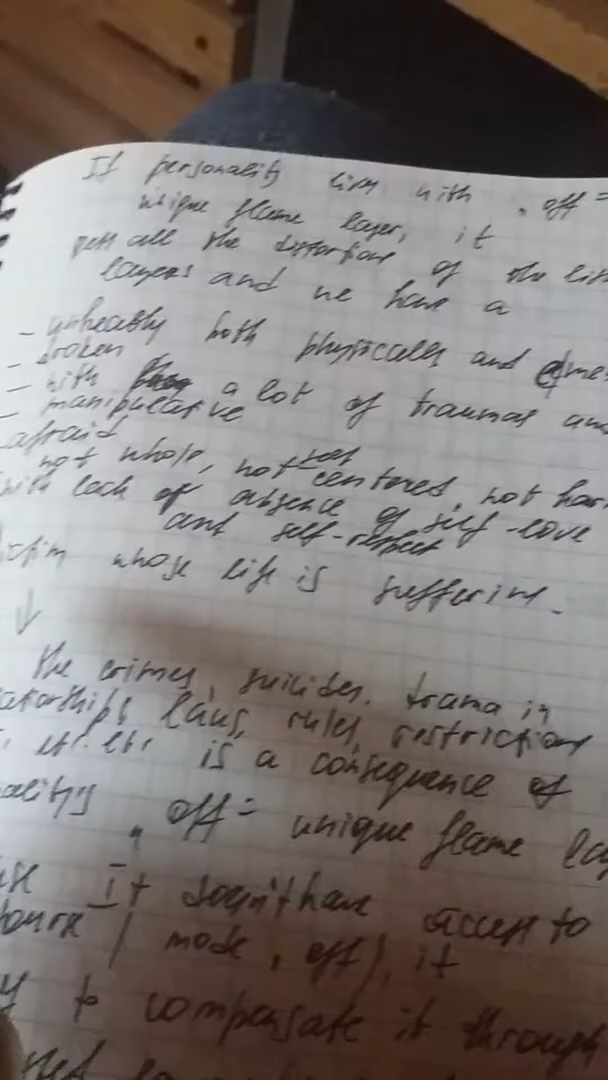 If personality lives with „off"
unique flame layer, it
gets all the distortions of the
layers and we have a
- unhealthy both physically and
- broken
- with a lot of traumas
- manipulative
afraid
not whole, not centered, not
with lack of absence of self-love
and self-respect
whose life is suffering.
↓
the crimes, suicides, drama in
laws, rules, restrictions
etc. etc. is a consequence of
„off" unique flame
It doesn't have access to
mode „off"), it
to compensate it through